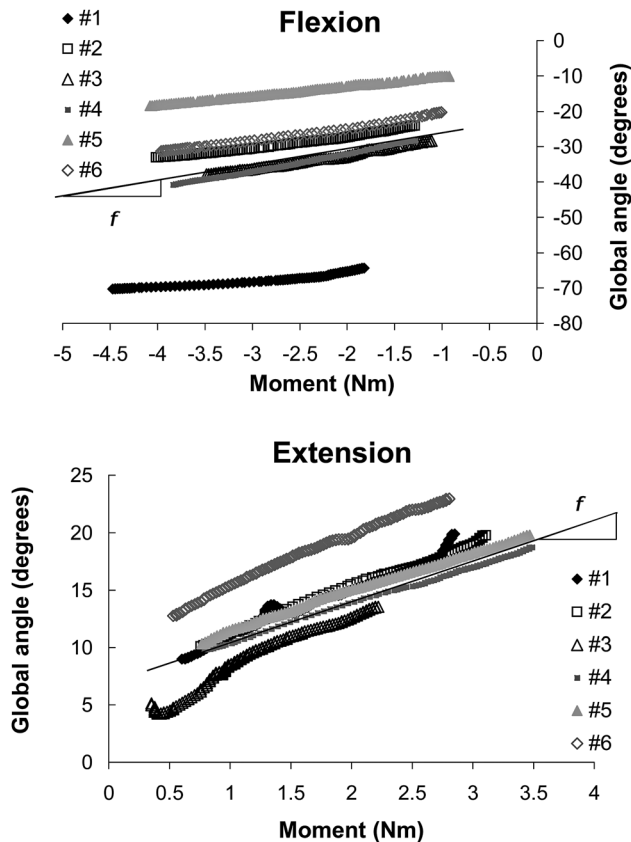 Flexion
#1
#2
#3
#4
#5
#6
f
0
-10
-20
-30
-40
-50
-60
-70
-80
Global angle (degrees)
-5 -4.5 -4 -3.5 -3 -2.5 -2 -1.5 -1 -0.5 0
Moment (Nm)
Extension
25
20
15
10
5
0
Global angle (degrees)
f
#1
#2
#3
#4
#5
#6
0 0.5 1 1.5 2 2.5 3 3.5 4
Moment (Nm)